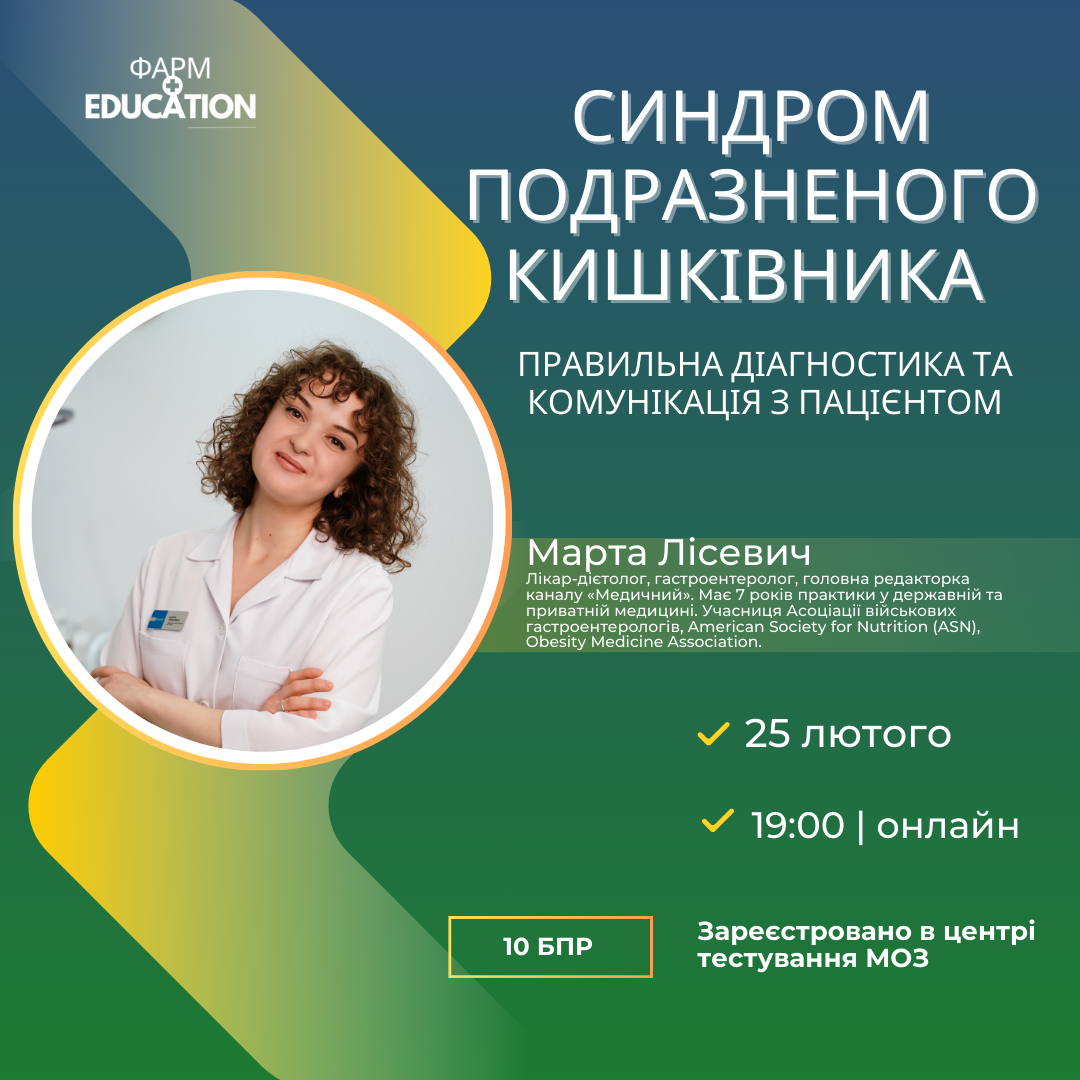 ФАРМ
EDUCATION
СИНДРОМ
ПОДРАЗНЕНОГО
КИШКІВНИКА
ПРАВИЛЬНА ДІАГНОСТИКА ТА
КОМУНІКАЦІЯ З ПАЦІЄНТОМ
Марта Лісевич
Лікар-дієтолог, гастроентеролог, головна редакторка
каналу «Медичний». Має 7 років практики у державній та
приватній медицині. Учасниця Асоціації військових
гастроентерологів, American Society for Nutrition (ASN),
Obesity Medicine Association.
25 лютого
19:00 | онлайн
10 БПР
Зареєстровано в центрі
тестування МОЗ